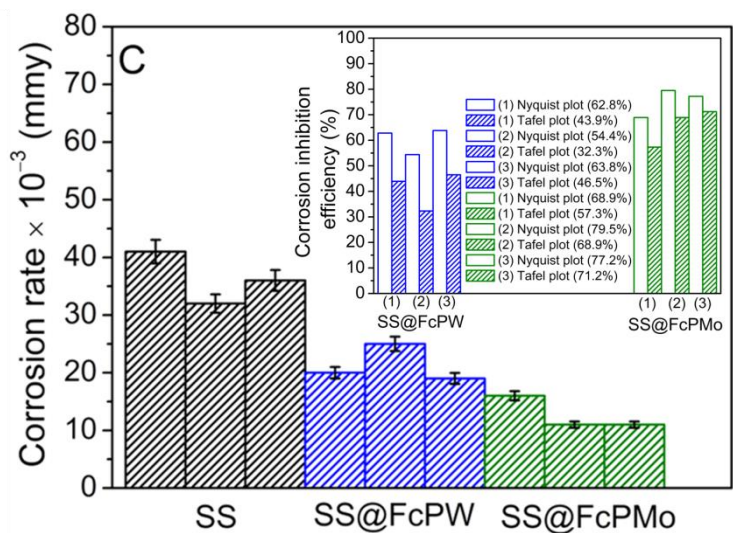 C
Corrosion rate × 10⁻³ (mmy)
80
70
60
50
40
30
20
10
0
SS
SS@FcPW
SS@FcPMo
Corrosion inhibition
efficiency (%)
100
90
80
70
60
50
40
30
20
10
0
(1) Nyquist plot (62.8%)
(1) Tafel plot (43.9%)
(2) Nyquist plot (54.4%)
(2) Tafel plot (32.3%)
(3) Nyquist plot (63.8%)
(3) Tafel plot (46.5%)
(1) Nyquist plot (68.9%)
(1) Tafel plot (57.3%)
(2) Nyquist plot (79.5%)
(2) Tafel plot (68.9%)
(3) Nyquist plot (77.2%)
(3) Tafel plot (71.2%)
(1) (2) (3)
SS@FcPW
(1) (2) (3)
SS@FcPMo